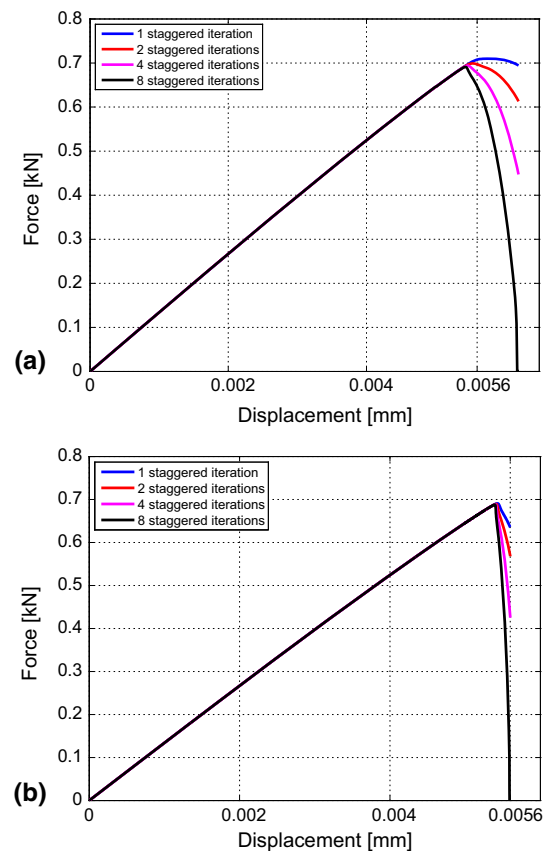 0.8
1 staggered iteration
2 staggered iterations
4 staggered iterations
8 staggered iterations
0.7
0.6
0.5
0.4
0.3
0.2
0.1
0
Force [kN]
(a)
0 0.002 0.004 0.0056
Displacement [mm]
0.8
1 staggered iteration
2 staggered iterations
4 staggered iterations
8 staggered iterations
0.7
0.6
0.5
0.4
0.3
0.2
0.1
0
Force [kN]
(b)
0 0.002 0.004 0.0056
Displacement [mm]